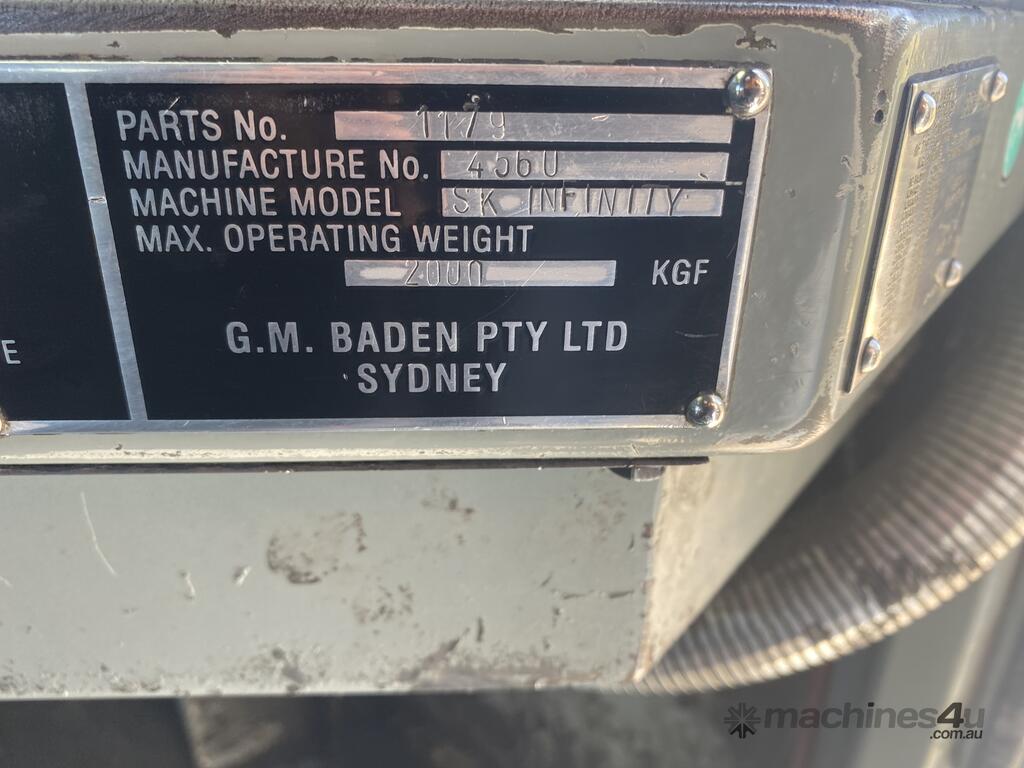 PARTS No. 1179
MANUFACTURE No. 4560
MACHINE MODEL SK INFINITY
MAX. OPERATING WEIGHT
2000 KGF
G.M. BADEN PTY LTD
SYDNEY
E
machines4u
.com.au